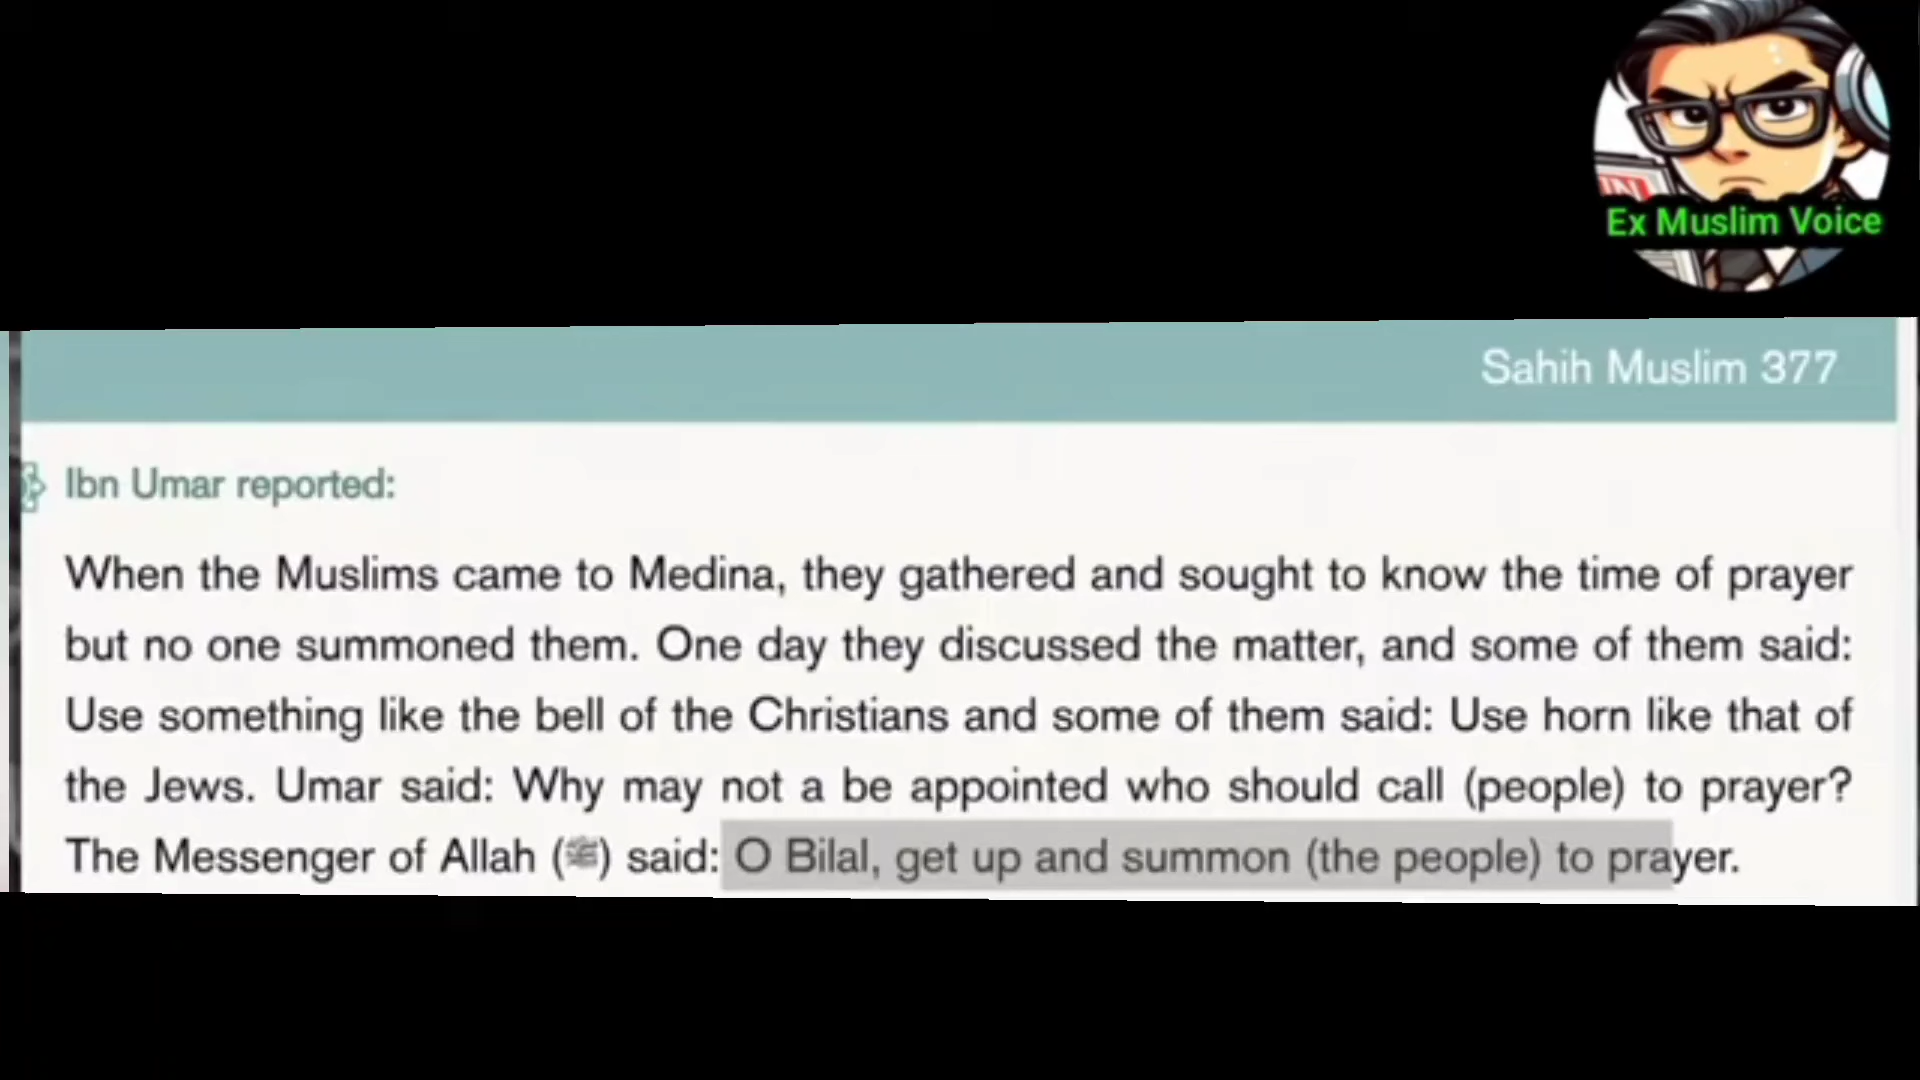 Ex Muslim Voice
Sahih Muslim 377
Ibn Umar reported:
When the Muslims came to Medina, they gathered and sought to know the time of prayer
but no one summoned them. One day they discussed the matter, and some of them said:
Use something like the bell of the Christians and some of them said: Use horn like that of
the Jews. Umar said: Why may not a be appointed who should call (people) to prayer?
The Messenger of Allah (ﷺ) said: O Bilal, get up and summon (the people) to prayer.